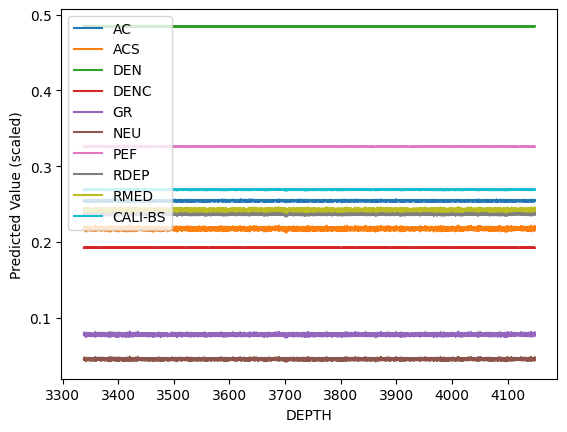 0.5
0.4
0.3
0.2
0.1
Predicted Value (scaled)
AC
ACS
DEN
DENC
GR
NEU
PEF
RDEP
RMED
CALI-BS
3300 3400 3500 3600 3700 3800 3900 4000 4100
DEPTH